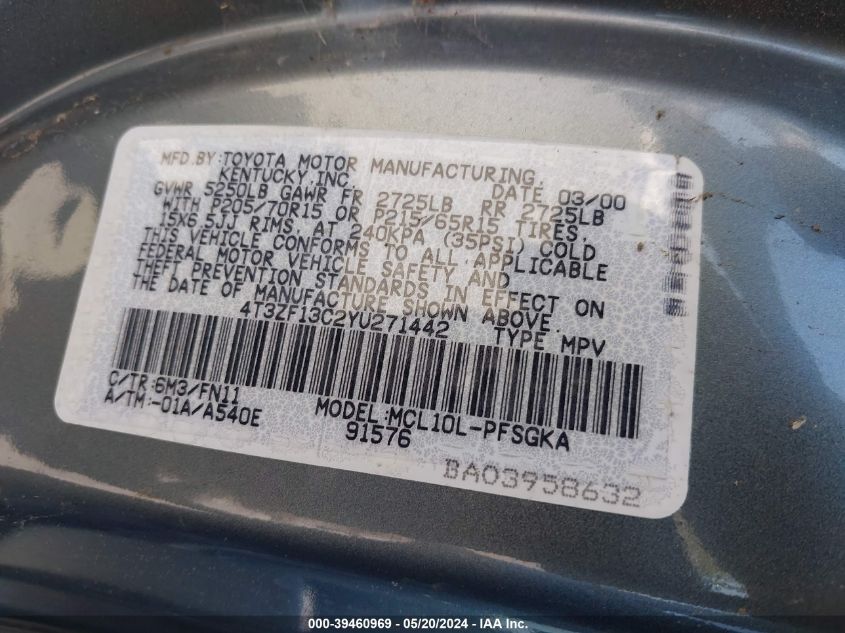 MFD.BY:TOYOTA MOTOR MANUFACTURING
KENTUCKY,INC. DATE 03/00
GVWR 5250LB GAWR FR 2725LB RR 2725LB
WITH P205/70R15 OR P215/65R15 TIRES,
15X6.5JJ RIMS, AT 240KPA (35PSI) COLD
THIS VEHICLE CONFORMS TO ALL APPLICABLE
FEDERAL MOTOR VEHICLE SAFETY AND
THEFT PREVENTION STANDARDS IN EFFECT ON
THE DATE OF MANUFACTURE SHOWN ABOVE.
4T3ZF13C2YU271442 TYPE MPV
C/TR:6M3/FN11
A/TM:-01A/A540E MODEL:MCL10L-PFSGKA
91576
BA03958632
000-39460969 - 05/20/2024 - IAAI-PUBLIC-P.COM